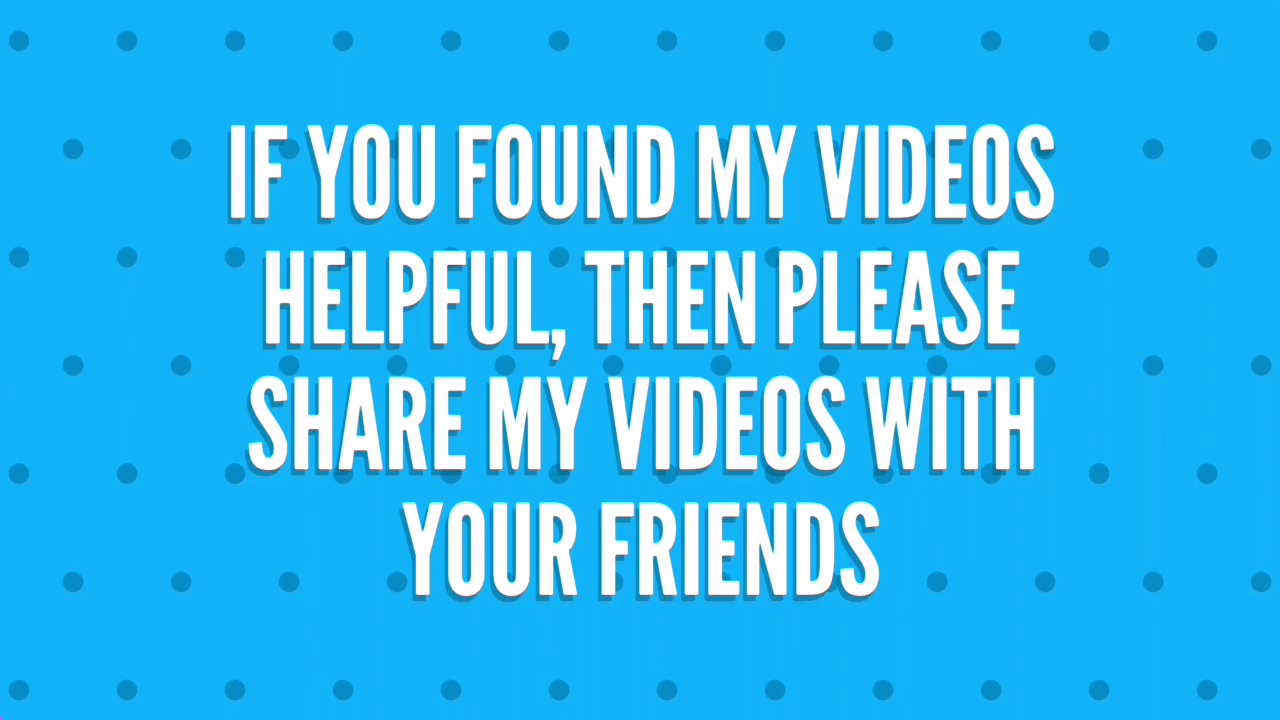 IF YOU FOUND MY VIDEOS
HELPFUL, THEN PLEASE
SHARE MY VIDEOS WITH
YOUR FRIENDS